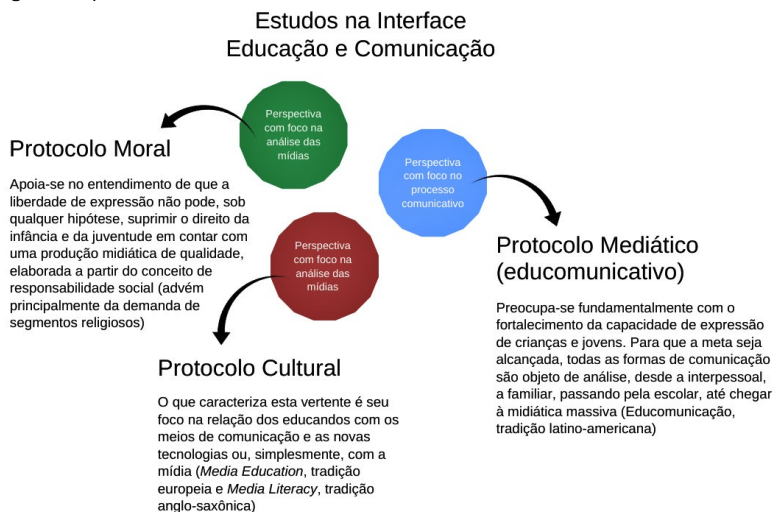 Estudos na Interface
Educação e Comunicação
Perspectiva
com foco na
análise das
mídias
Protocolo Moral
Apoia-se no entendimento de que a
liberdade de expressão não pode, sob
qualquer hipótese, suprimir o direito da
infância e da juventude em contar com
uma produção midiática de qualidade,
elaborada a partir do conceito de
responsabilidade social (advém
principalmente da demanda de
segmentos religiosos)
Perspectiva
com foco no
processo
comunicativo
Protocolo Mediático
(educomunicativo)
Preocupa-se fundamentalmente com o
fortalecimento da capacidade de expressão
de crianças e jovens. Para que a meta seja
alcançada, todas as formas de comunicação
são objeto de análise, desde a interpessoal,
a familiar, passando pela escolar, até chegar
à midiática massiva (Educomunicação,
tradição latino-americana)
Perspectiva
com foco na
análise das
mídias
Protocolo Cultural
O que caracteriza esta vertente é seu
foco na relação dos educandos com os
meios de comunicação e as novas
tecnologias ou, simplesmente, com a
mídia (Media Education, tradição
europeia e Media Literacy, tradição
anglo-saxônica)